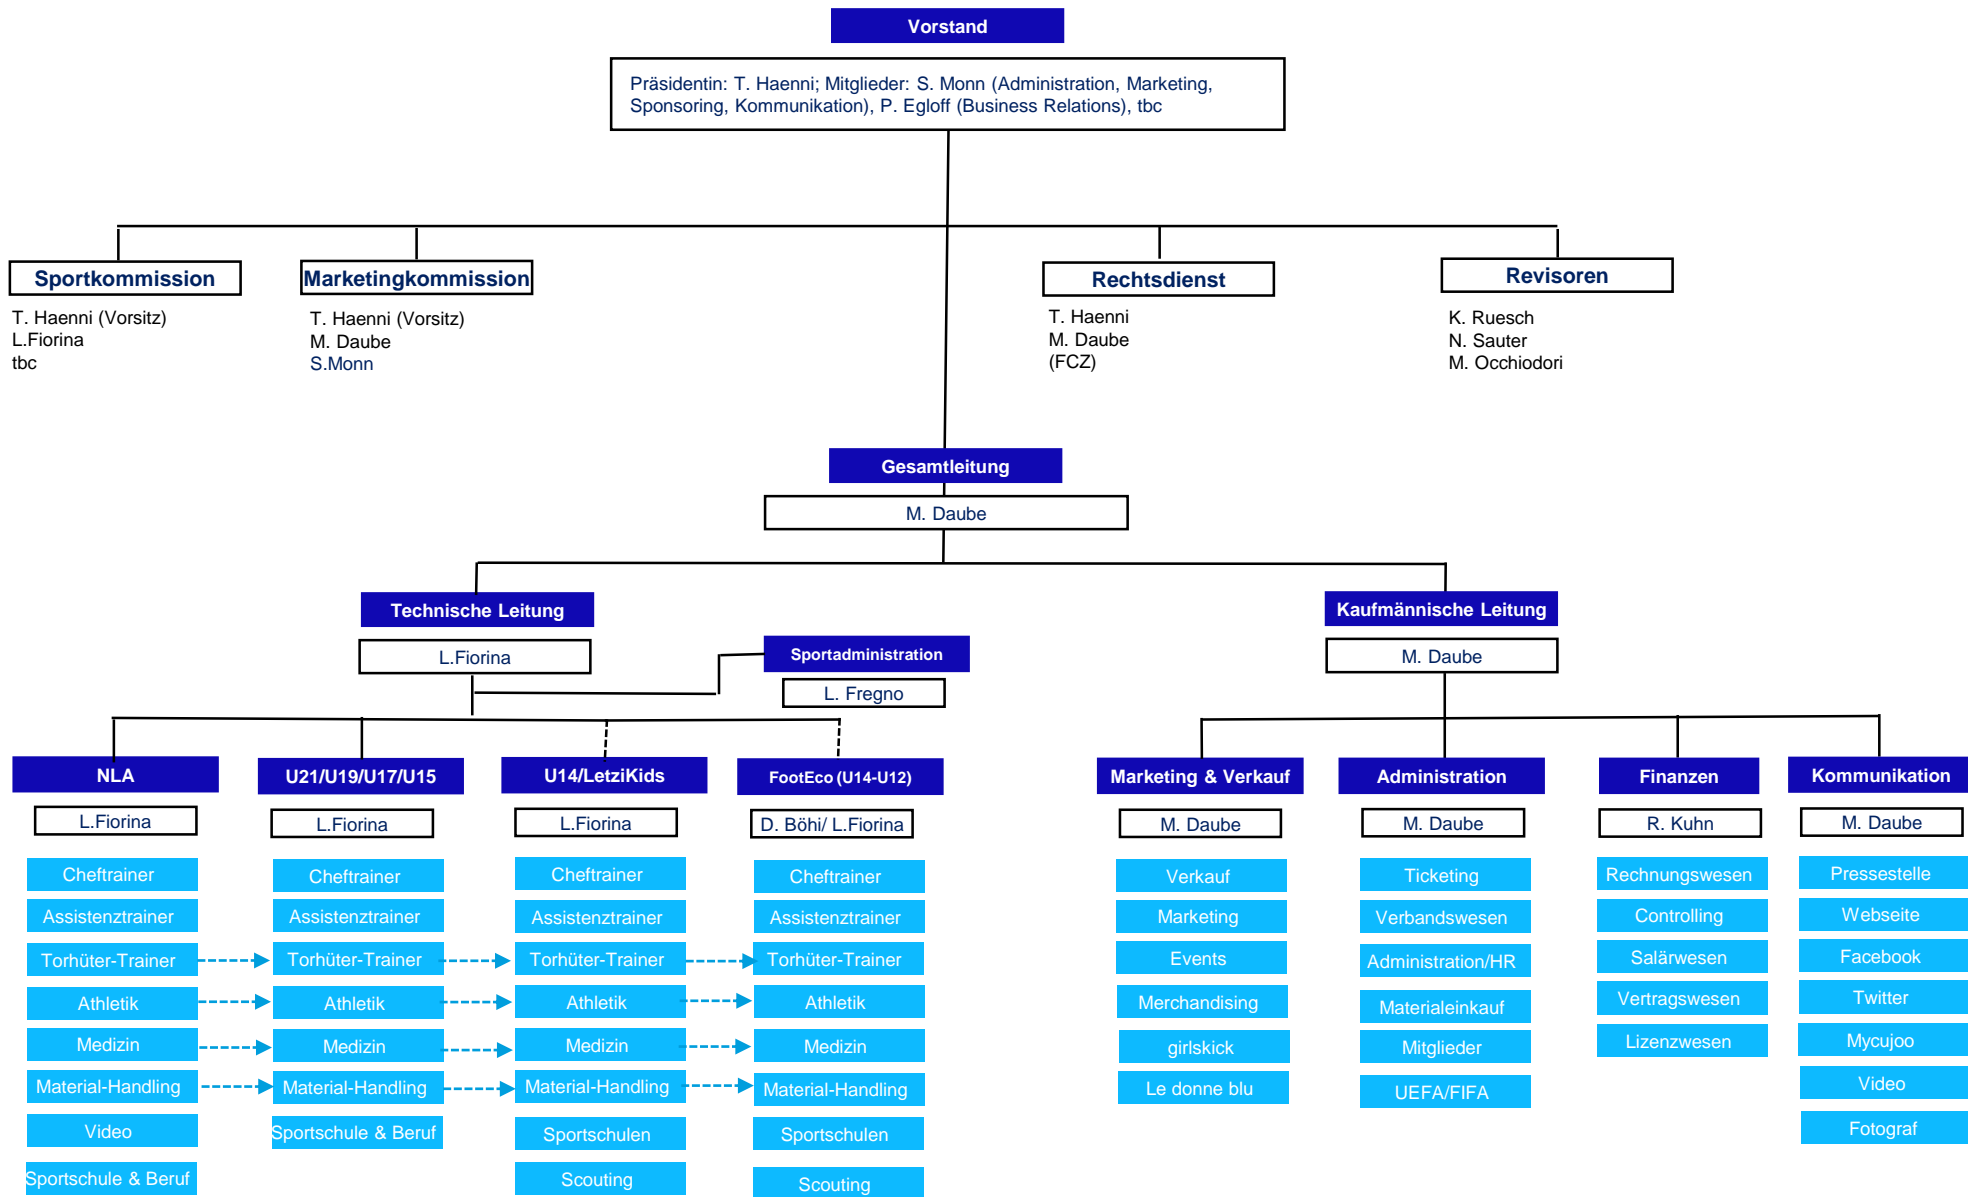 Vorstand
Präsidentin: T. Haenni; Mitglieder: S. Monn (Administration, Marketing,
Sponsoring, Kommunikation), P. Egloff (Business Relations), tbc
Sportkommission
T. Haenni (Vorsitz)
L.Fiorina
tbc
Marketingkommission
T. Haenni (Vorsitz)
M. Daube
S.Monn
Rechtsdienst
T. Haenni
M. Daube
(FCZ)
Revisoren
K. Ruesch
N. Sauter
M. Occhiodori
Gesamtleitung
M. Daube
Technische Leitung
L.Fiorina
Sportadministration
L. Fregno
Kaufmännische Leitung
M. Daube
NLA
L.Fiorina
Cheftrainer
Assistenztrainer
Torhüter-Trainer
Athletik
Medizin
Material-Handling
Video
Sportschule & Beruf
U21/U19/U17/U15
L.Fiorina
Cheftrainer
Assistenztrainer
Torhüter-Trainer
Athletik
Medizin
Material-Handling
Sportschule & Beruf
U14/LetziKids
L.Fiorina
Cheftrainer
Assistenztrainer
Torhüter-Trainer
Athletik
Medizin
Material-Handling
Sportschulen
Scouting
FootEco (U14-U12)
D. Böhi/ L.Fiorina
Cheftrainer
Assistenztrainer
Torhüter-Trainer
Athletik
Medizin
Material-Handling
Sportschulen
Scouting
Marketing & Verkauf
M. Daube
Verkauf
Marketing
Events
Merchandising
girlskick
Le donne blu
Administration
M. Daube
Ticketing
Verbandswesen
Administration/HR
Materialeinkauf
Mitglieder
UEFA/FIFA
Finanzen
R. Kuhn
Rechnungswesen
Controlling
Salärwesen
Vertragswesen
Lizenzwesen
Kommunikation
M. Daube
Pressestelle
Webseite
Facebook
Twitter
Mycujoo
Video
Fotograf